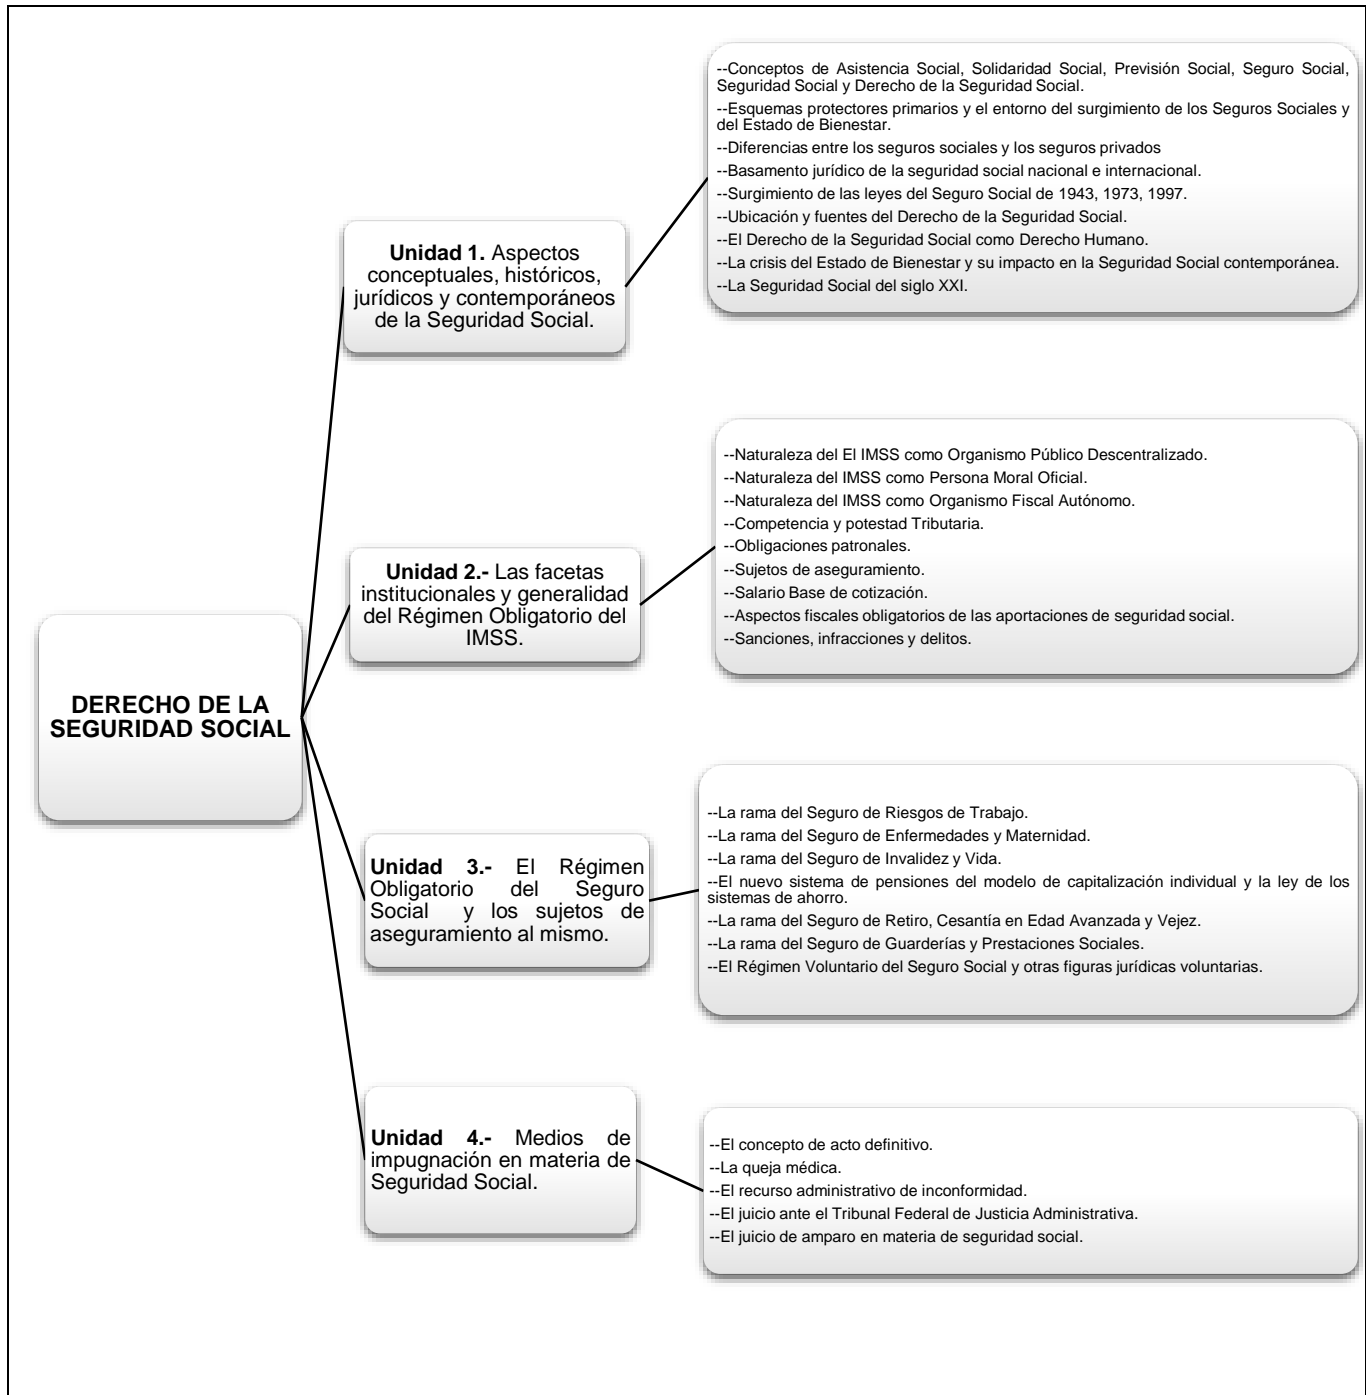 DERECHO DE LA
SEGURIDAD SOCIAL
Unidad 1. Aspectos
conceptuales, históricos,
jurídicos y contemporáneos
de la Seguridad Social.
--Conceptos de Asistencia Social, Solidaridad Social, Previsión Social, Seguro Social,
Seguridad Social y Derecho de la Seguridad Social.
--Esquemas protectores primarios y el entorno del surgimiento de los Seguros Sociales y
del Estado de Bienestar.
--Diferencias entre los seguros sociales y los seguros privados
--Basamento jurídico de la seguridad social nacional e internacional.
--Surgimiento de las leyes del Seguro Social de 1943, 1973, 1997.
--Ubicación y fuentes del Derecho de la Seguridad Social.
--El Derecho de la Seguridad Social como Derecho Humano.
--La crisis del Estado de Bienestar y su impacto en la Seguridad Social contemporánea.
--La Seguridad Social del siglo XXI.
Unidad 2.- Las facetas
institucionales y generalidad
del Régimen Obligatorio del
IMSS.
--Naturaleza del El IMSS como Organismo Público Descentralizado.
--Naturaleza del IMSS como Persona Moral Oficial.
--Naturaleza del IMSS como Organismo Fiscal Autónomo.
--Competencia y potestad Tributaria.
--Obligaciones patronales.
--Sujetos de aseguramiento.
--Salario Base de cotización.
--Aspectos fiscales obligatorios de las aportaciones de seguridad social.
--Sanciones, infracciones y delitos.
Unidad 3.- El Régimen
Obligatorio del Seguro
Social y los sujetos de
aseguramiento al mismo.
--La rama del Seguro de Riesgos de Trabajo.
--La rama del Seguro de Enfermedades y Maternidad.
--La rama del Seguro de Invalidez y Vida.
--El nuevo sistema de pensiones del modelo de capitalización individual y la ley de los
sistemas de ahorro.
--La rama del Seguro de Retiro, Cesantía en Edad Avanzada y Vejez.
--La rama del Seguro de Guarderías y Prestaciones Sociales.
--El Régimen Voluntario del Seguro Social y otras figuras jurídicas voluntarias.
Unidad 4.- Medios de
impugnación en materia de
Seguridad Social.
--El concepto de acto definitivo.
--La queja médica.
--El recurso administrativo de inconformidad.
--El juicio ante el Tribunal Federal de Justicia Administrativa.
--El juicio de amparo en materia de seguridad social.